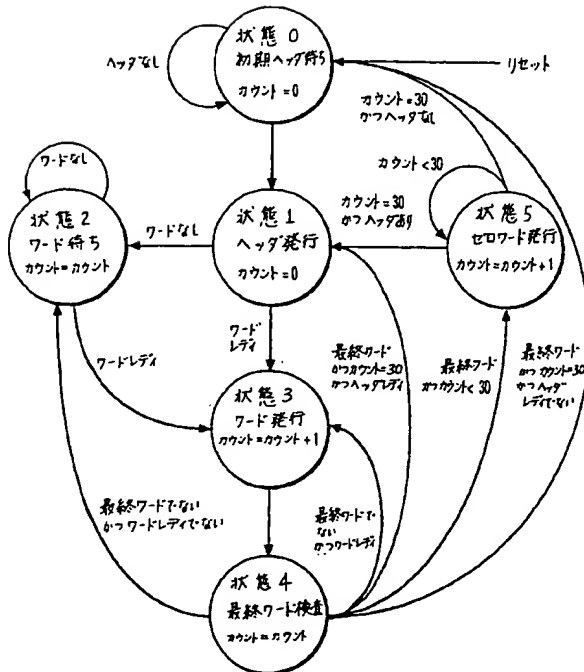 状態 0
初期ヘッダ待ち
カウント=0
ヘッダなし
リセット
カウント=30
かつヘッダなし
ワードなし
カウント<30
状態 2
ワード待ち
カウント=カウント
ワードなし
状態 1
ヘッダ発行
カウント=0
カウント=30
かつヘッダあり
状態 5
ゼロワード発行
カウント=カウント+1
ワードレディ
ワード
レディ
最終ワード
かつカウント=30
かつヘッダレディ
最終ワード
かつカウント<30
最終ワード
かつカウント=30
かつヘッダ
レディでない
状態 3
ワード発行
カウント=カウント+1
最終ワードでない
かつワードレディでない
最終ワードで
ない
かつワードレディ
状態 4
最終ワード検査
カウント=カウント